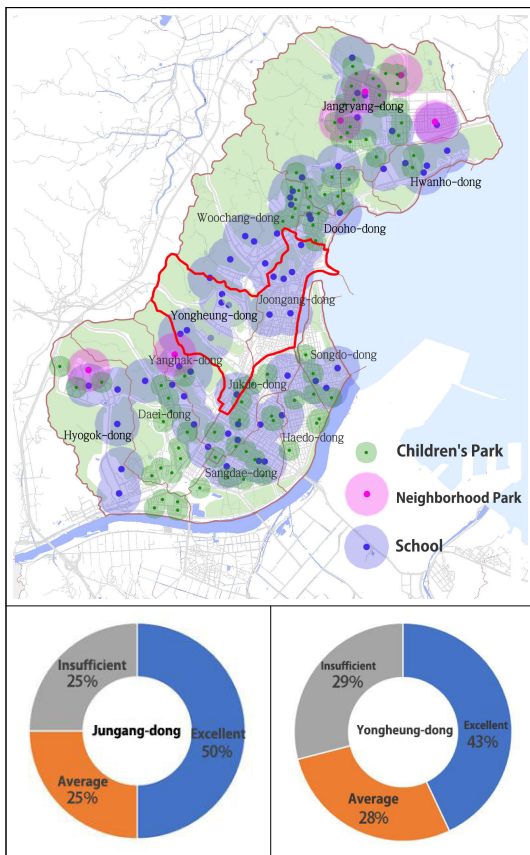 Jangryang-dong
Hwanho-dong
Woochang-dong
Dooho-dong
Joongang-dong
Yongheung-dong
Yanghak-dong
Songdo-dong
Jukdo-dong
Daei-dong
Hyogok-dong
Haedo-dong
Sangdae-dong
Children's Park
Neighborhood Park
School
Insufficient
25%
Jungang-dong
Excellent
50%
Average
25%
Insufficient
29%
Yongheung-dong
Excellent
43%
Average
28%